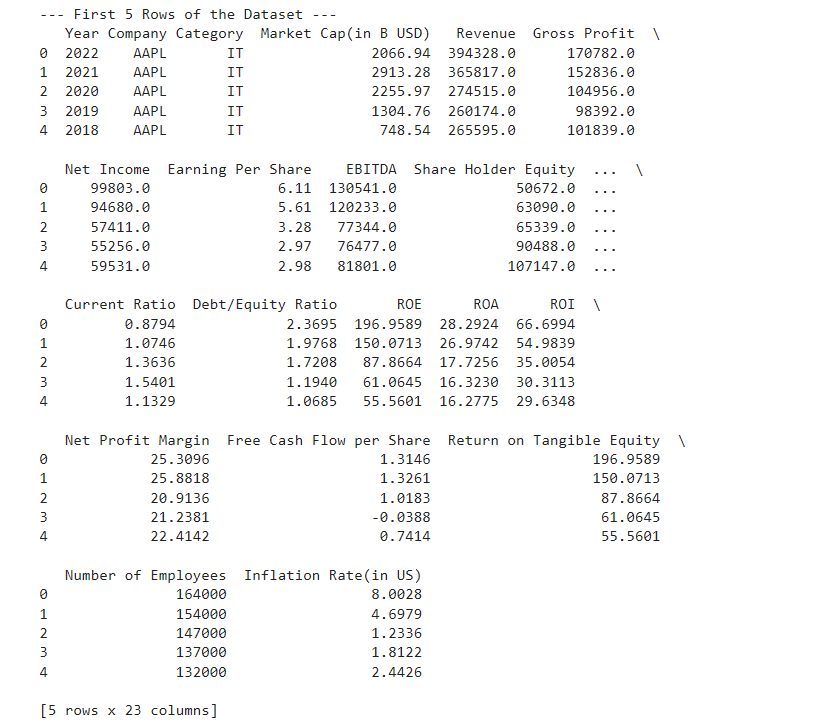 --- First 5 Rows of the Dataset ---
   Year Company Category  Market Cap(in B USD)   Revenue  Gross Profit  \
0  2022    AAPL       IT               2066.94  394328.0      170782.0
1  2021    AAPL       IT               2913.28  365817.0      152836.0
2  2020    AAPL       IT               2255.97  274515.0      104956.0
3  2019    AAPL       IT               1304.76  260174.0       98392.0
4  2018    AAPL       IT                748.54  265595.0      101839.0

   Net Income  Earning Per Share    EBITDA  Share Holder Equity  ...  \
0     99803.0               6.11  130541.0              50672.0  ...
1     94680.0               5.61  120233.0              63090.0  ...
2     57411.0               3.28   77344.0              65339.0  ...
3     55256.0               2.97   76477.0              90488.0  ...
4     59531.0               2.98   81801.0             107147.0  ...

   Current Ratio  Debt/Equity Ratio       ROE      ROA      ROI  \
0         0.8794             2.3695  196.9589  28.2924  66.6994
1         1.0746             1.9768  150.0713  26.9742  54.9839
2         1.3636             1.7208   87.8664  17.7256  35.0054
3         1.5401             1.1940   61.0645  16.3230  30.3113
4         1.1329             1.0685   55.5601  16.2775  29.6348

   Net Profit Margin  Free Cash Flow per Share  Return on Tangible Equity  \
0            25.3096                    1.3146                   196.9589
1            25.8818                    1.3261                   150.0713
2            20.9136                    1.0183                    87.8664
3            21.2381                   -0.0388                    61.0645
4            22.4142                    0.7414                    55.5601

   Number of Employees  Inflation Rate(in US)
0               164000                 8.0028
1               154000                 4.6979
2               147000                 1.2336
3               137000                 1.8122
4               132000                 2.4426

[5 rows x 23 columns]